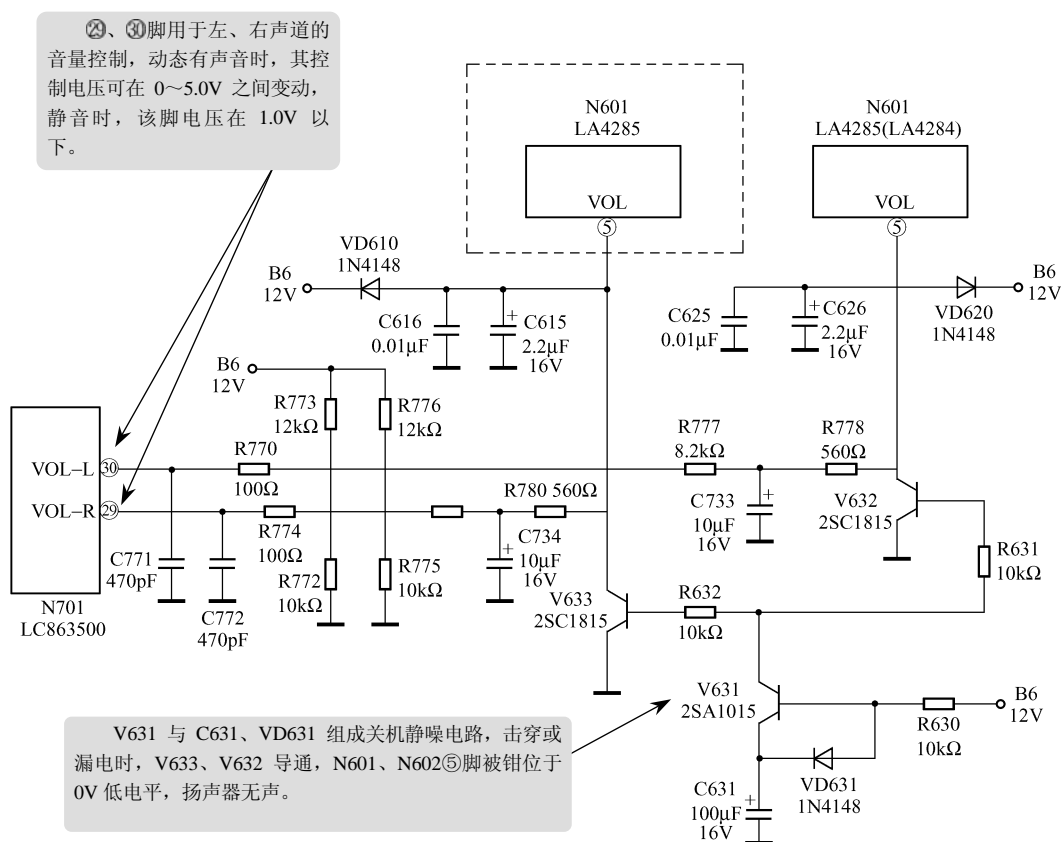 ㉙、㉚脚用于左、右声道的
音量控制，动态有声音时，其控
制电压可在 0～5.0V 之间变动，
静音时，该脚电压在 1.0V 以
下。
N601
LA4285
VOL
⑤
N601
LA4285(LA4284)
VOL
⑤
VD610
1N4148
B6
12V
C616
0.01μF
+
C615
2.2μF
16V
C625
0.01μF
+
C626
2.2μF
16V
VD620
1N4148
B6
12V
B6
12V
R773
12kΩ
R776
12kΩ
R777
8.2kΩ
R778
560Ω
VOL–L
㉚
R770
100Ω
VOL–R
㉙
R774
100Ω
R780 560Ω
C733
10μF
16V
+
V632
2SC1815
C771
470pF
C772
470pF
R772
10kΩ
R775
10kΩ
+
C734
10μF
16V
R631
10kΩ
N701
LC863500
V633
2SC1815
R632
10kΩ
V631
2SA1015
R630
10kΩ
B6
12V
VD631
1N4148
C631
100μF
16V
+
V631 与 C631、VD631 组成关机静噪电路，击穿或
漏电时，V633、V632 导通，N601、N602⑤脚被钳位于
0V 低电平，扬声器无声。